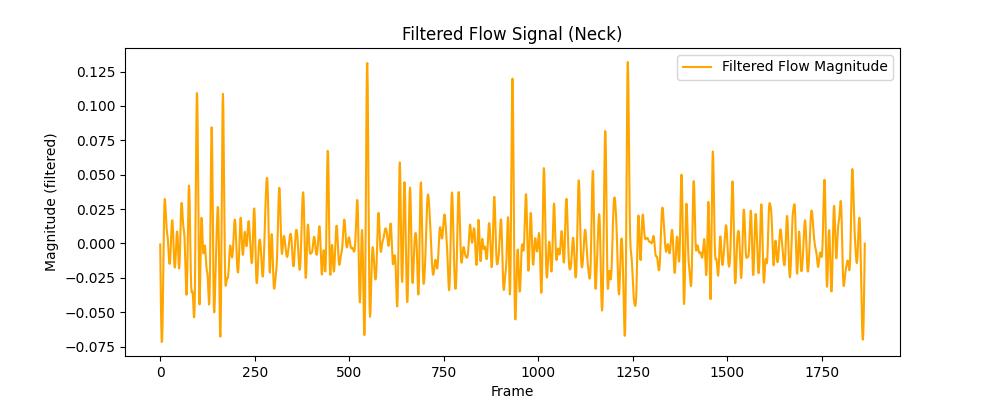 Filtered Flow Signal (Neck)
Filtered Flow Magnitude
Magnitude (filtered)
0.125
0.100
0.075
0.050
0.025
0.000
−0.025
−0.050
−0.075
0 250 500 750 1000 1250 1500 1750
Frame